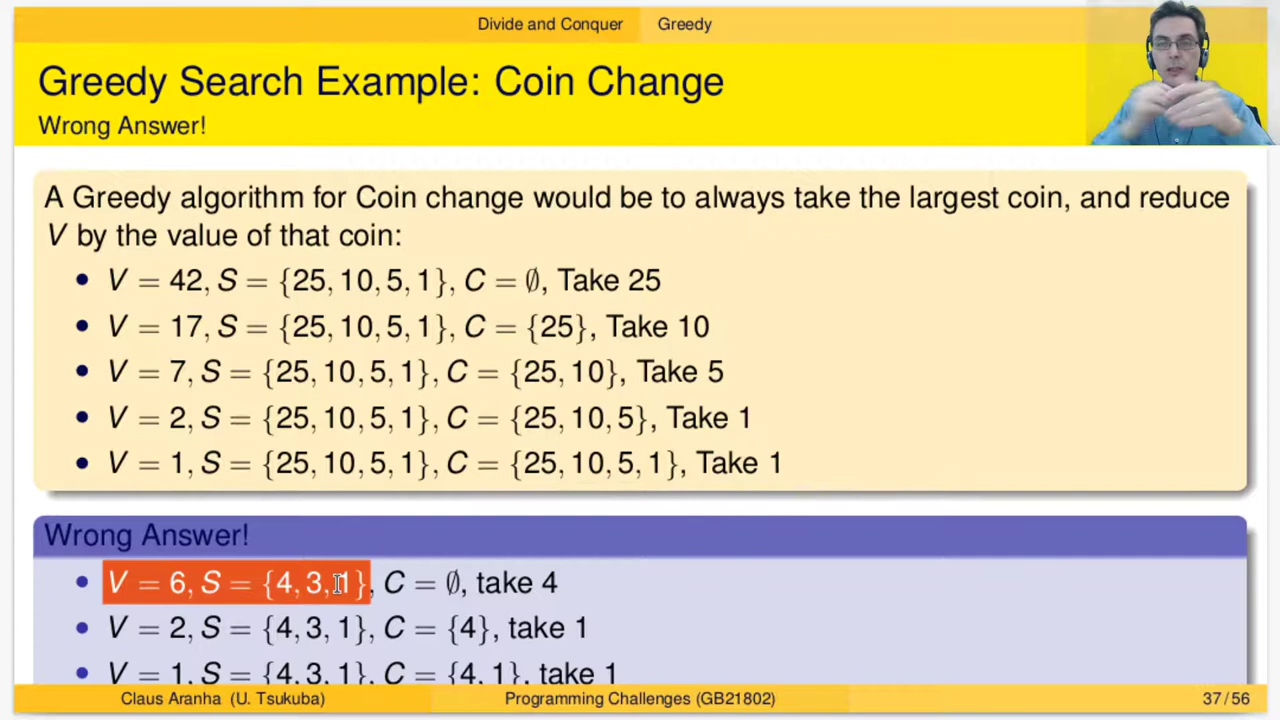 Divide and Conquer Greedy
Greedy Search Example: Coin Change
Wrong Answer!
A Greedy algorithm for Coin change would be to always take the largest coin, and reduce
V by the value of that coin:
• V = 42, S = {25, 10, 5, 1}, C = ∅, Take 25
• V = 17, S = {25, 10, 5, 1}, C = {25}, Take 10
• V = 7, S = {25, 10, 5, 1}, C = {25, 10}, Take 5
• V = 2, S = {25, 10, 5, 1}, C = {25, 10, 5}, Take 1
• V = 1, S = {25, 10, 5, 1}, C = {25, 10, 5, 1}, Take 1
Wrong Answer!
• V = 6, S = {4, 3, 1}, C = ∅, take 4
• V = 2, S = {4, 3, 1}, C = {4}, take 1
• V = 1, S = {4, 3, 1}, C = {4, 1}, take 1
Claus Aranha (U. Tsukuba) Programming Challenges (GB21802) 37 / 56